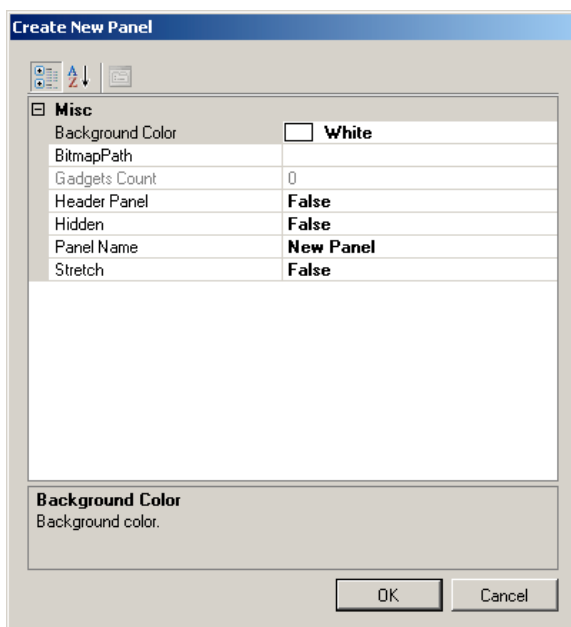 Create New Panel
A Z
Misc
Background Color White
BitmapPath
Gadgets Count 0
Header Panel False
Hidden False
Panel Name New Panel
Stretch False
Background Color
Background color.
OK Cancel